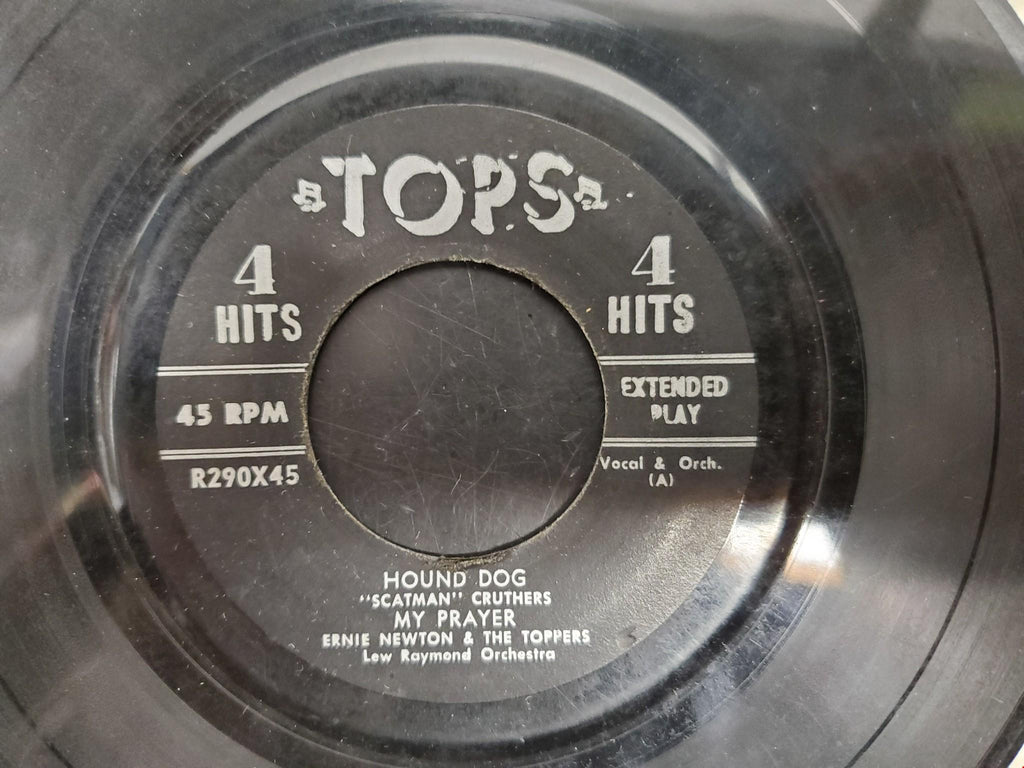 TOPS
4 HITS
4 HITS
45 RPM
EXTENDED PLAY
R290X45
Vocal & Orch.
(A)
HOUND DOG
"SCATMAN" CRUTHERS
MY PRAYER
ERNIE NEWTON & THE TOPPERS
Lew Raymond Orchestra